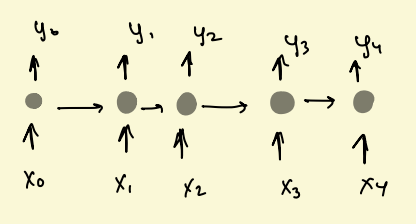 y₀ y₁ y₂ y₃ y₄
x₀ x₁ x₂ x₃ x₄